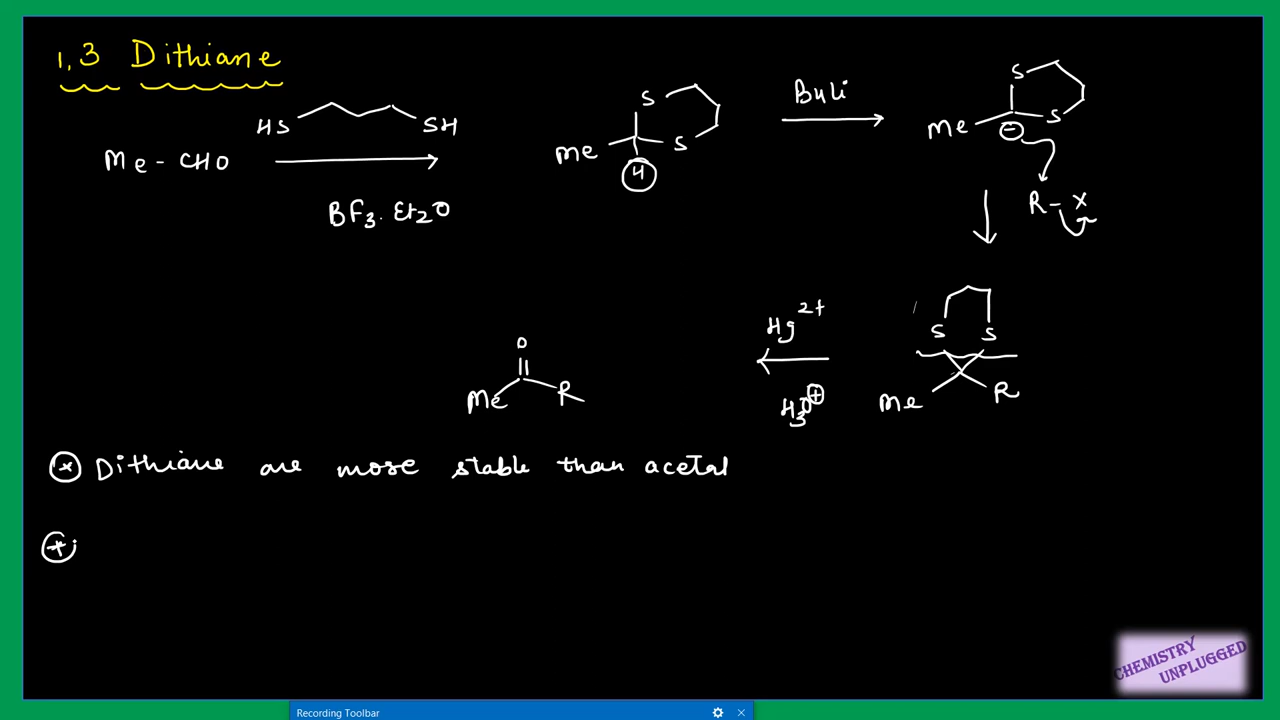 1,3 Dithiane
HS SH
Me - CHO
BF3. Et2O
S
S
Me
H
BuLi
S
S
Me
-
R - X
S S
Me R
Hg2+
H3O+
O
Me R
* Dithiane are more stable than acetal
*
CHEMISTRY
UNPLUGGED
Recording Toolbar